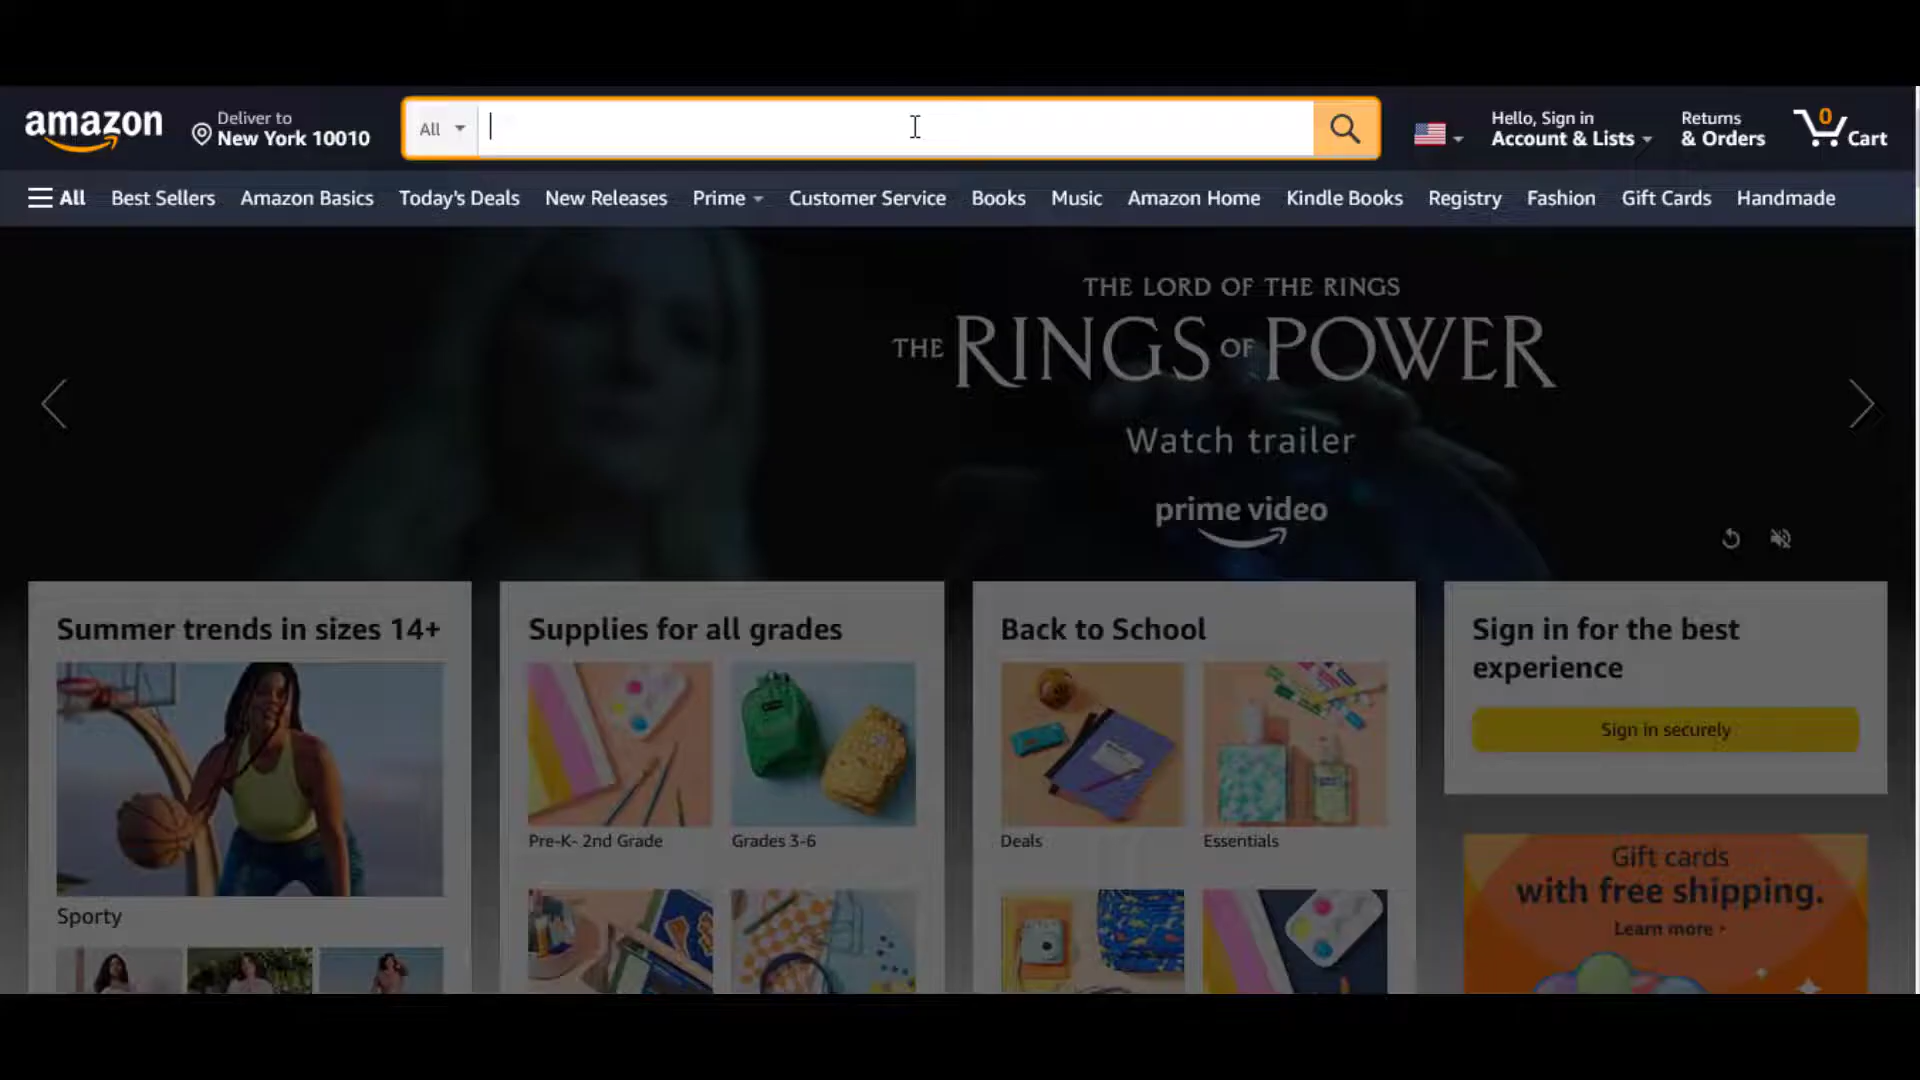 amazon
Deliver to
New York 10010
All
Hello, Sign in
Account & Lists
Returns
& Orders
0
Cart
All
Best Sellers
Amazon Basics
Today's Deals
New Releases
Prime
Customer Service
Books
Music
Amazon Home
Kindle Books
Registry
Fashion
Gift Cards
Handmade
THE LORD OF THE RINGS
THE RINGS OF POWER
Watch trailer
prime video
Summer trends in sizes 14+
Sporty
Supplies for all grades
Pre-K- 2nd Grade
Grades 3-6
Back to School
Deals
Essentials
Sign in for the best
experience
Sign in securely
Gift cards
with free shipping.
Learn more ›